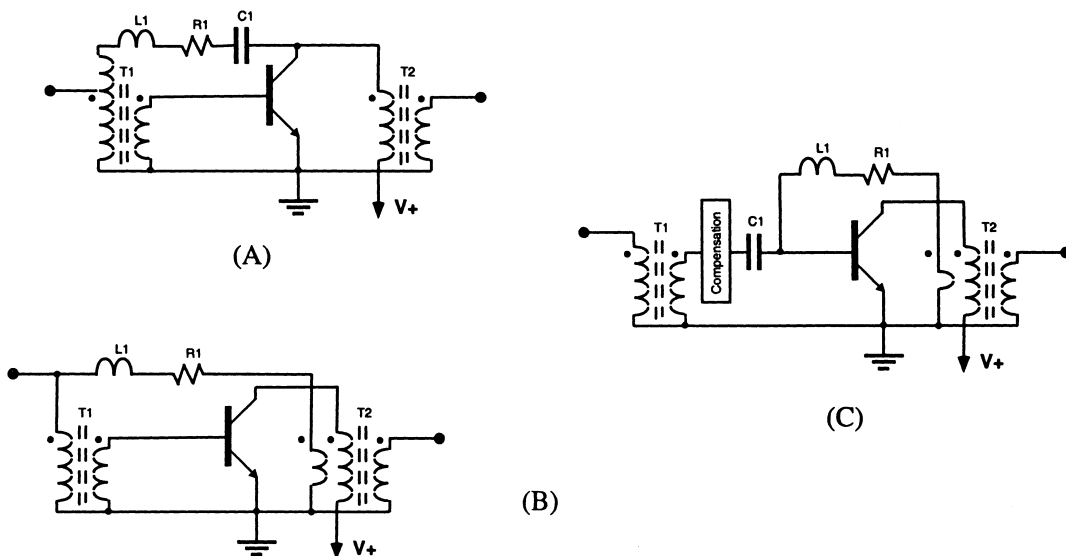 L1 R1 C1
T1 T2
V+
(A)
L1 R1
T1 Compensation C1 T2
V+
(C)
L1 R1
T1 T2
V+
(B)